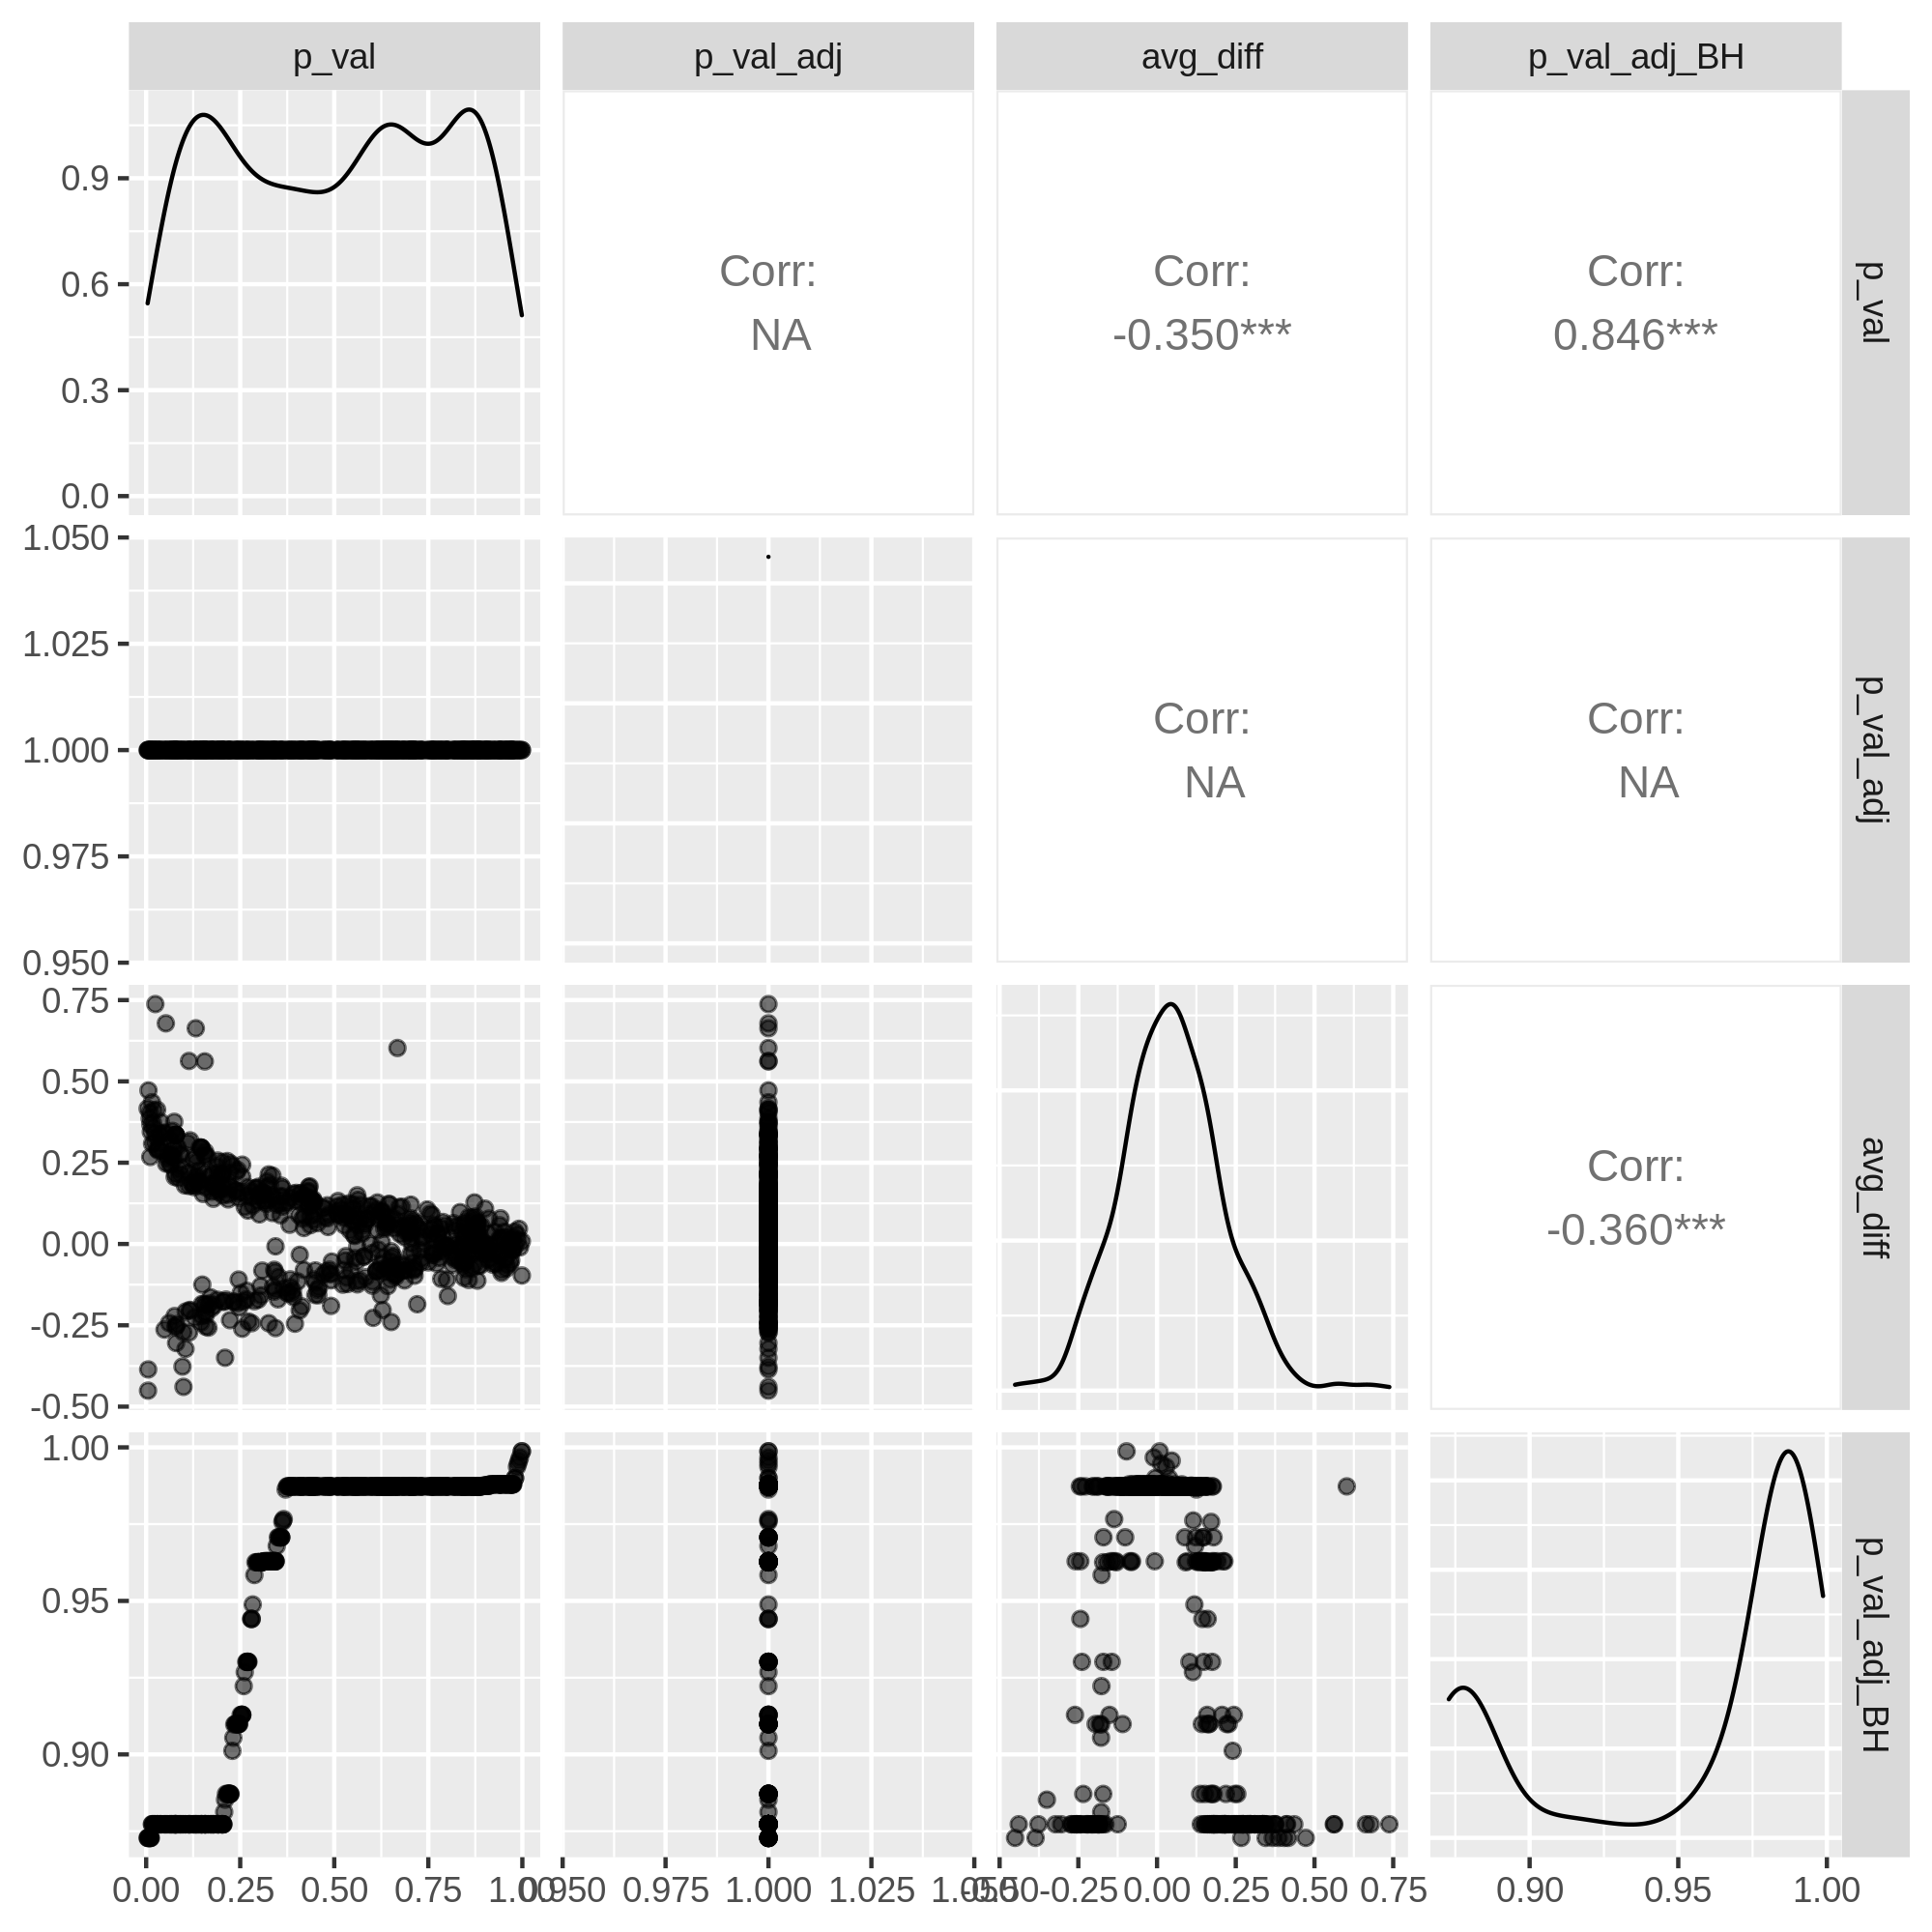 p_val
p_val_adj
avg_diff
p_val_adj_BH
0.9
0.6
0.3
0.0
Corr:
NA
Corr:
-0.350***
Corr:
0.846***
p_val
1.050
1.025
1.000
0.975
0.950
Corr:
NA
Corr:
NA
p_val_adj
0.75
0.50
0.25
0.00
-0.25
-0.50
Corr:
-0.360***
avg_diff
1.00
0.95
0.90
p_val_adj_BH
0.00 0.25 0.50 0.75 1.00
0.950 0.975 1.000 1.025 1.050
-0.50 -0.25 0.00 0.25 0.50 0.75
0.90 0.95 1.00